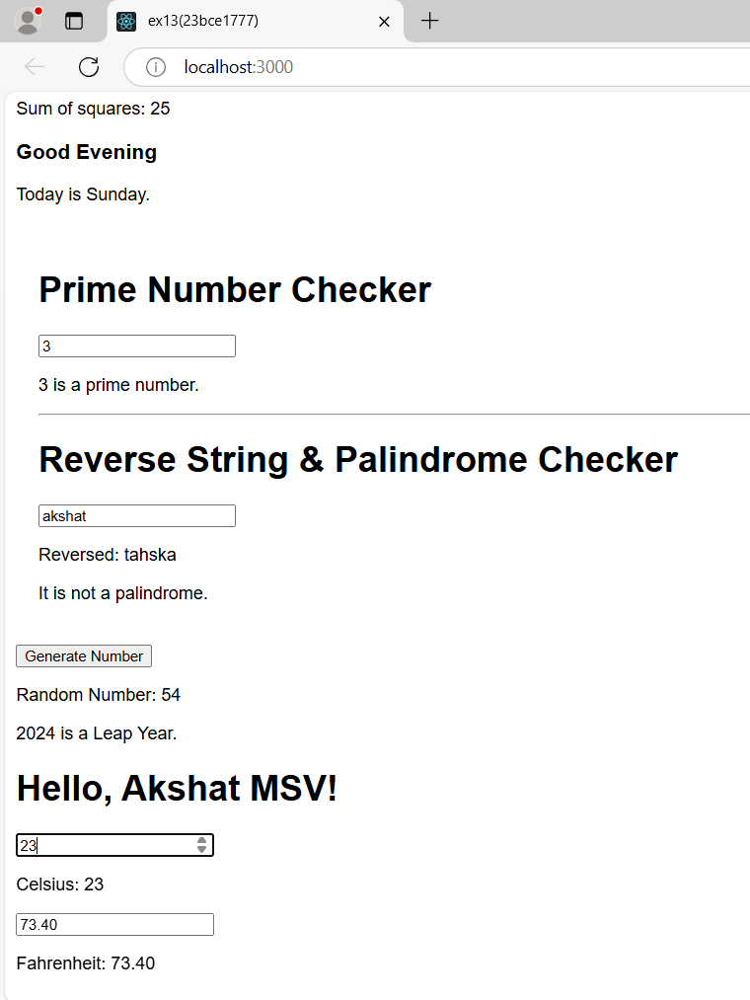 ex13(23bce1777)
localhost:3000
Sum of squares: 25
Good Evening
Today is Sunday.
Prime Number Checker
3
3 is a prime number.
Reverse String & Palindrome Checker
akshat
Reversed: tahska
It is not a palindrome.
Generate Number
Random Number: 54
2024 is a Leap Year.
Hello, Akshat MSV!
23
Celsius: 23
73.40
Fahrenheit: 73.40